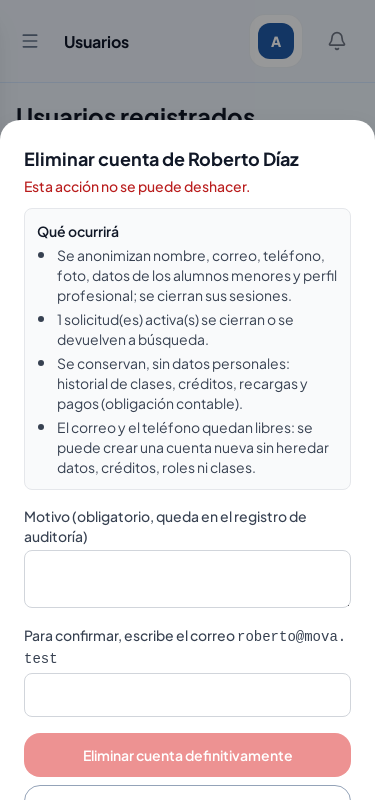 Usuarios
A
Usuarios registrados
Eliminar cuenta de Roberto Díaz
Esta acción no se puede deshacer.
Qué ocurrirá
Se anonimizan nombre, correo, teléfono,
foto, datos de los alumnos menores y perfil
profesional; se cierran sus sesiones.
1 solicitud(es) activa(s) se cierran o se
devuelven a búsqueda.
Se conservan, sin datos personales:
historial de clases, créditos, recargas y
pagos (obligación contable).
El correo y el teléfono quedan libres: se
puede crear una cuenta nueva sin heredar
datos, créditos, roles ni clases.
Motivo (obligatorio, queda en el registro de
auditoría)
Para confirmar, escribe el correo roberto@mova.
test
Eliminar cuenta definitivamente